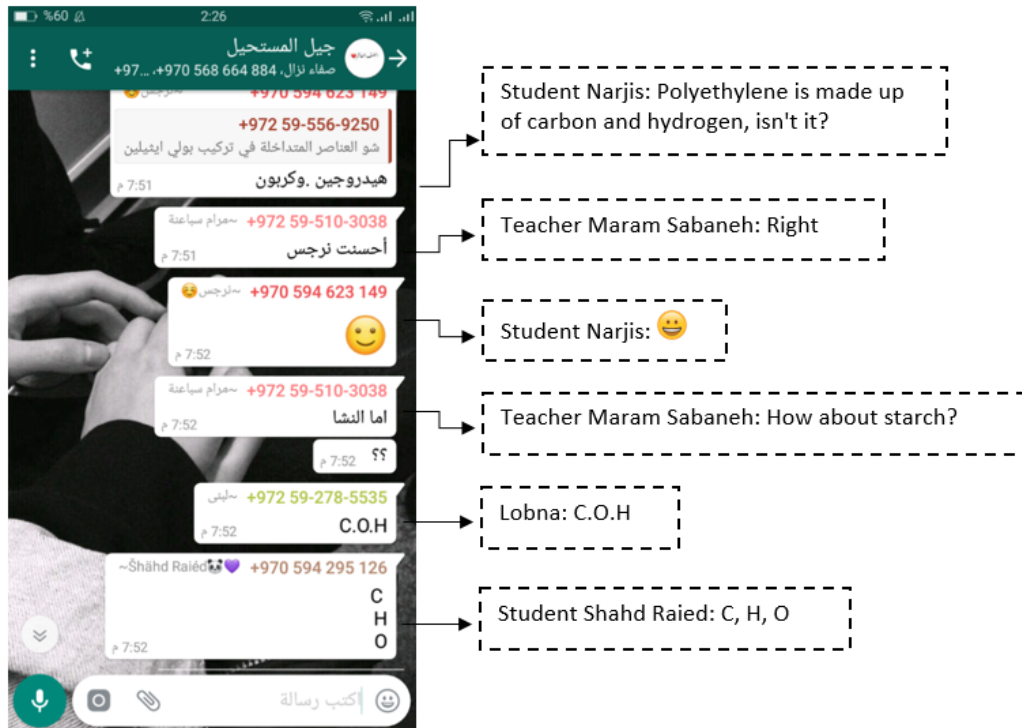 %60
2:26
جيل المستحيل
صفاء نزال، ‎+970 568 664 884، ‎+97...
+970 594 623 149 ~نرجس☺️
+972 59-556-9250
شو العناصر المتداخلة في تركيب بولي ايثيلين
هيدروجين .وكربون
7:51 م
Student Narjis: Polyethylene is made up
of carbon and hydrogen, isn't it?
+972 59-510-3038 ~مرام سباعنة
أحسنت نرجس
7:51 م
Teacher Maram Sabaneh: Right
+970 594 623 149 ~نرجس☺️
🙂
7:52 م
Student Narjis: 😀
+972 59-510-3038 ~مرام سباعنة
اما النشا
7:52 م
؟؟
7:52 م
Teacher Maram Sabaneh: How about starch?
+972 59-278-5535 ~لبنى
C.O.H
7:52 م
Lobna: C.O.H
+970 594 295 126 ~Šhähd Raiéd🐼💜
C
H
O
7:52 م
Student Shahd Raied: C, H, O
اكتب رسالة